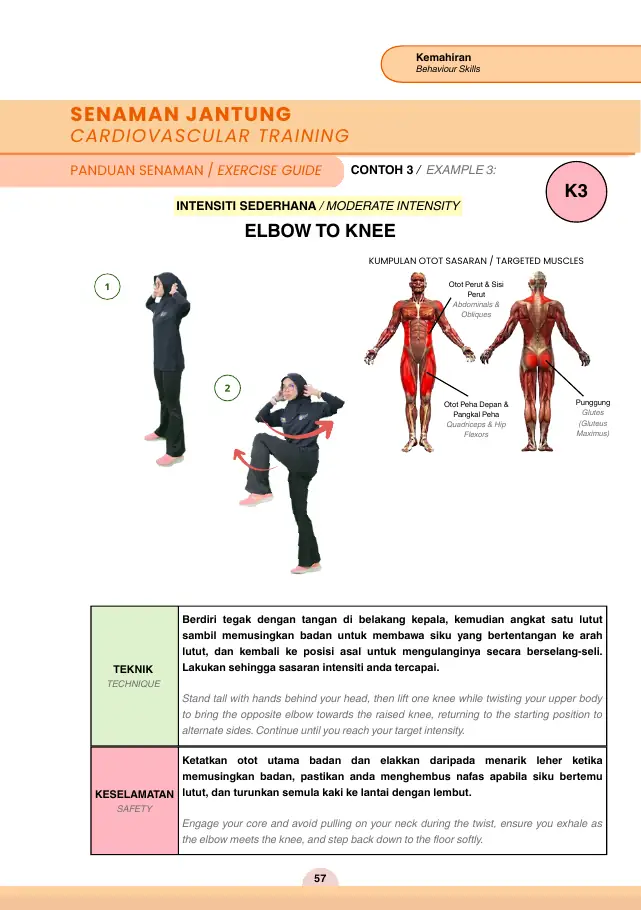 Kemahiran
Behaviour Skills
SENAMAN JANTUNG
CARDIOVASCULAR TRAINING
PANDUAN SENAMAN / EXERCISE GUIDE
CONTOH 3 / EXAMPLE 3:
K3
INTENSITI SEDERHANA / MODERATE INTENSITY
ELBOW TO KNEE
KUMPULAN OTOT SASARAN / TARGETED MUSCLES
1
Otot Perut & Sisi
Perut
Abdominals &
Obliques
2
Otot Peha Depan &
Pangkal Peha
Quadriceps & Hip
Flexors
Punggung
Glutes
(Gluteus
Maximus)
TEKNIK
TECHNIQUE
Berdiri tegak dengan tangan di belakang kepala, kemudian angkat satu lutut
sambil memusingkan badan untuk membawa siku yang bertentangan ke arah
lutut, dan kembali ke posisi asal untuk mengulanginya secara berselang-seli.
Lakukan sehingga sasaran intensiti anda tercapai.
Stand tall with hands behind your head, then lift one knee while twisting your upper body
to bring the opposite elbow towards the raised knee, returning to the starting position to
alternate sides. Continue until you reach your target intensity.
KESELAMATAN
SAFETY
Ketatkan otot utama badan dan elakkan daripada menarik leher ketika
memusingkan badan, pastikan anda menghembus nafas apabila siku bertemu
lutut, dan turunkan semula kaki ke lantai dengan lembut.
Engage your core and avoid pulling on your neck during the twist, ensure you exhale as
the elbow meets the knee, and step back down to the floor softly.
57